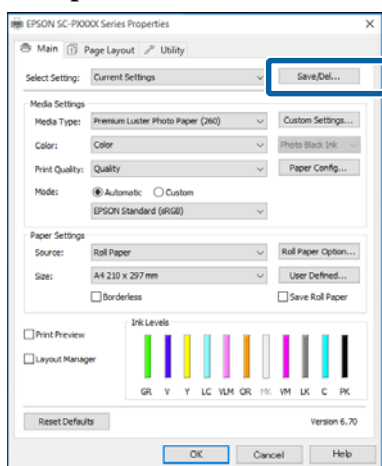 EPSON SC-PXXXX Series Properties
Main Page Layout Utility
Select Setting: Current Settings Save/Del...
Media Settings
Media Type: Premium Luster Photo Paper (260) Custom Settings...
Color: Color Photo Black Ink
Print Quality: Quality Paper Config...
Mode: Automatic Custom
EPSON Standard (sRGB)
Paper Settings
Source: Roll Paper Roll Paper Option...
Size: A4 210 x 297 mm User Defined...
Borderless Save Roll Paper
Ink Levels
Print Preview
Layout Manager
GR V Y LC VLM OR MK VM LK C PK
Reset Defaults Version 6.70
OK Cancel Help